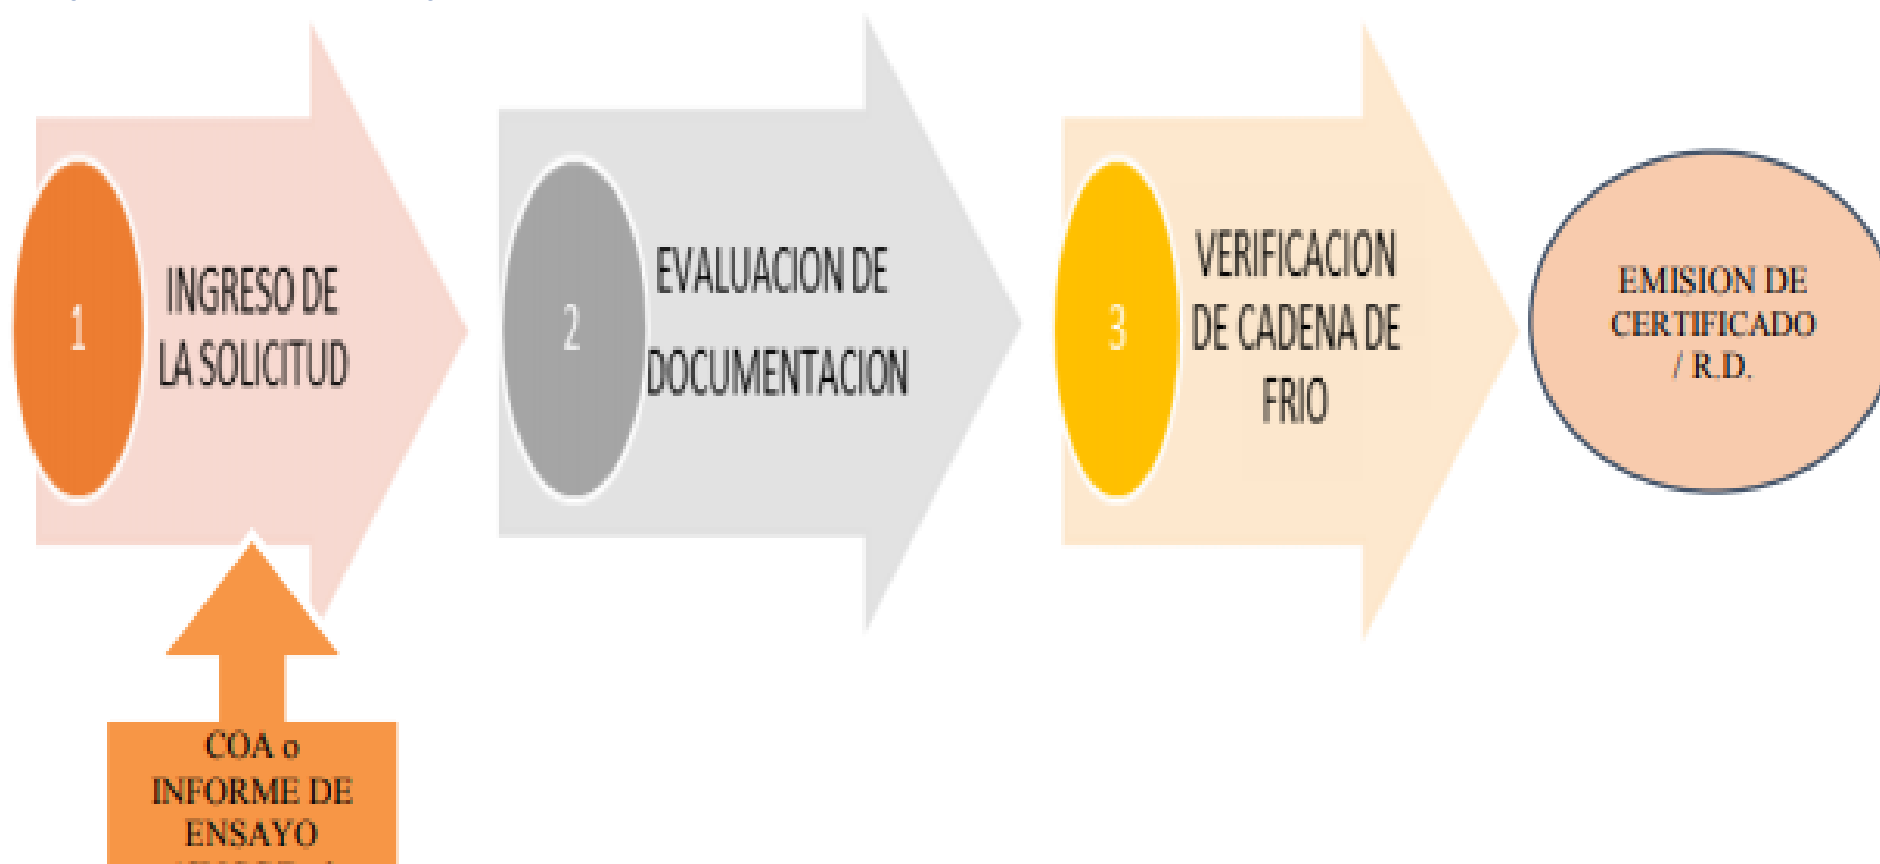 1
INGRESO DE
LA SOLICITUD
2
EVALUACION DE
DOCUMENTACION
3
VERIFICACION
DE CADENA DE
FRIO
EMISION DE
CERTIFICADO
/ R.D.
COA o
INFORME DE
ENSAYO